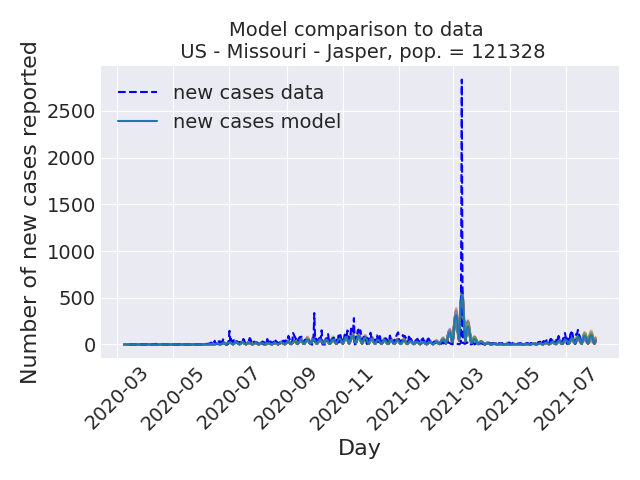 Model comparison to data
US - Missouri - Jasper, pop. = 121328
Number of new cases reported
new cases data
new cases model
2500
2000
1500
1000
500
0
2020-03
2020-05
2020-07
2020-09
2020-11
2021-01
2021-03
2021-05
2021-07
Day